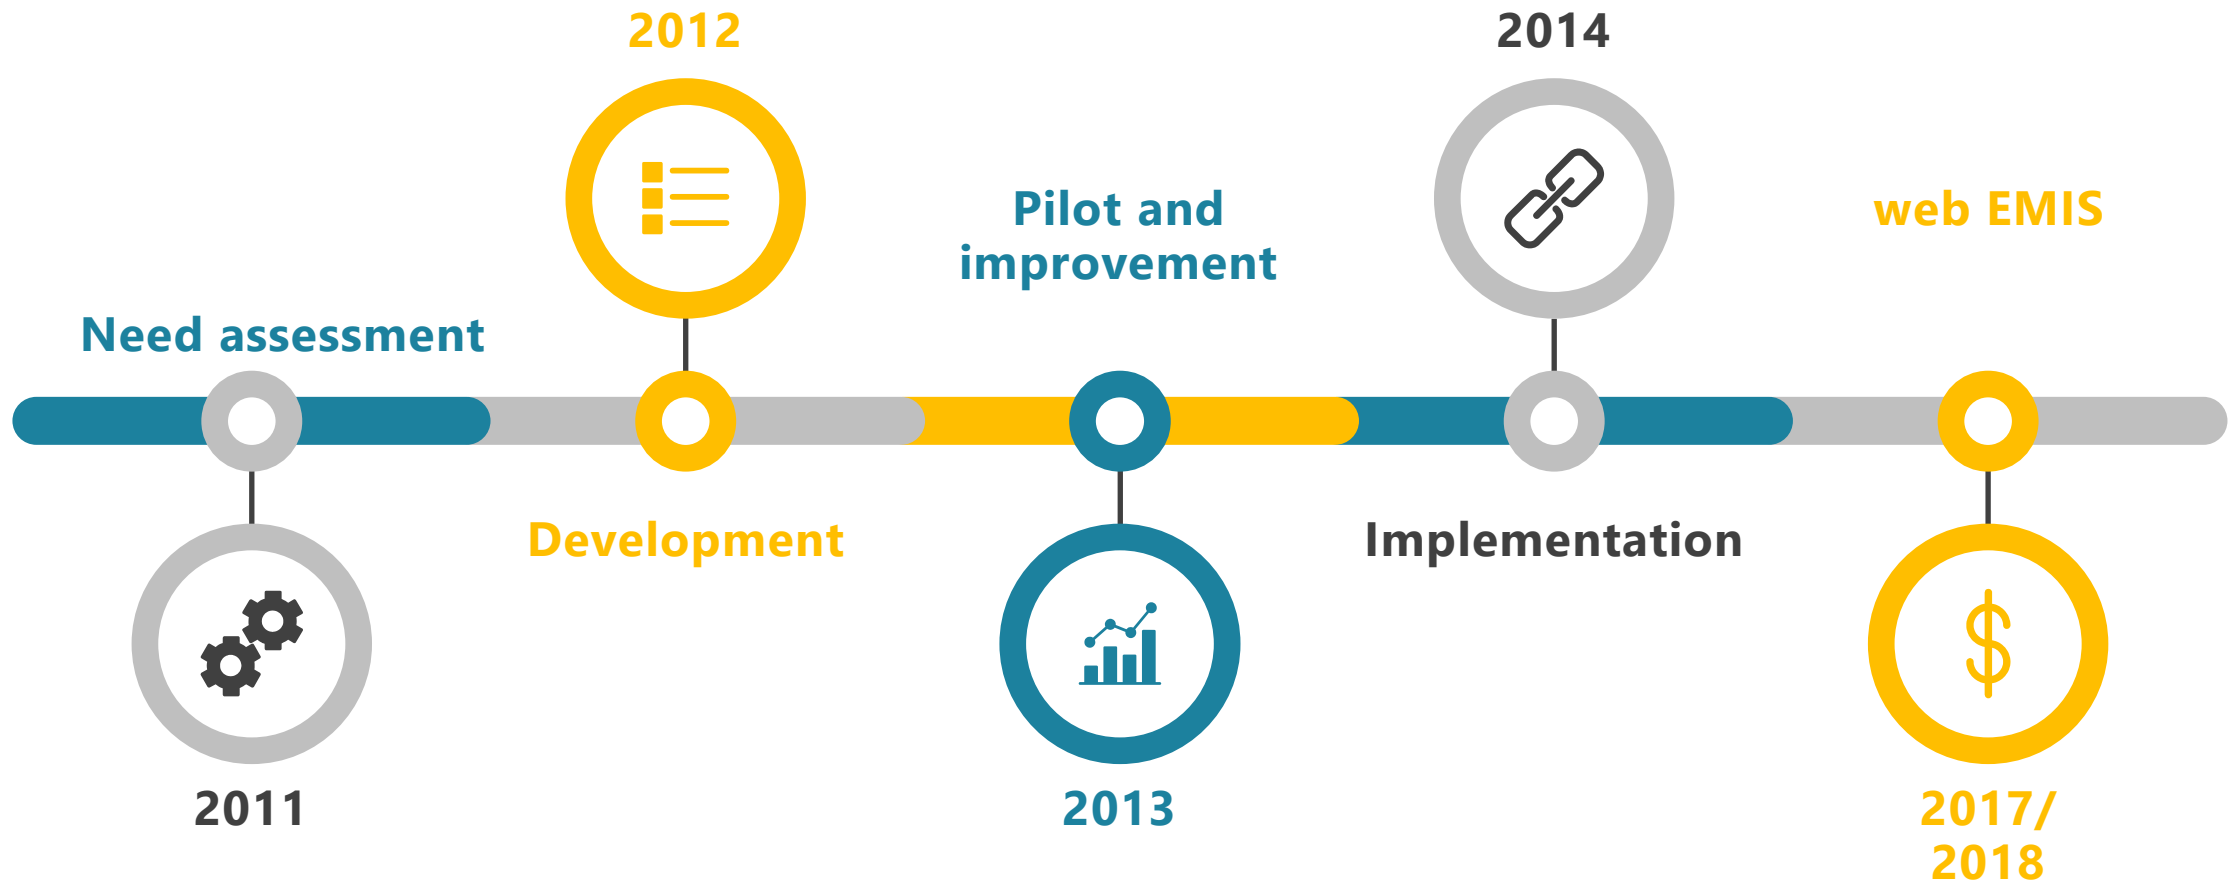 2012
2014
Pilot and
improvement
web EMIS
Need assessment
Development
Implementation
2011
2013
2017/
2018